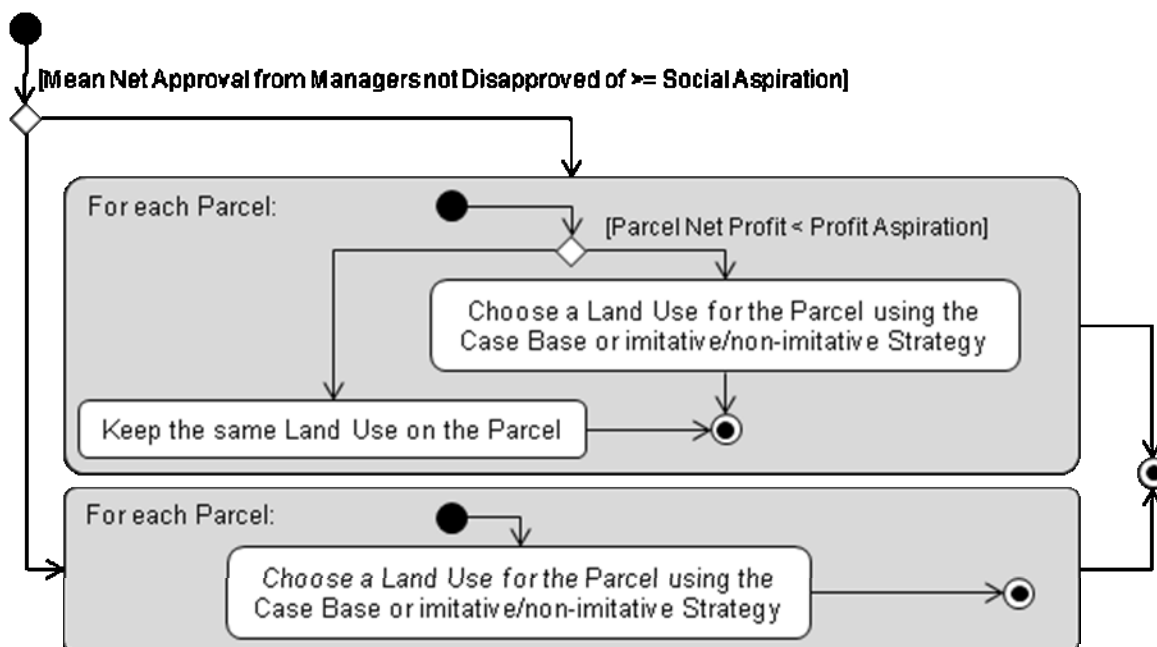 [Mean Net Approval from Managers not Disapproved of >= Social Aspiration]
For each Parcel:
[Parcel Net Profit < Profit Aspiration]
Choose a Land Use for the Parcel using the
Case Base or imitative/non-imitative Strategy
Keep the same Land Use on the Parcel
For each Parcel:
Choose a Land Use for the Parcel using the
Case Base or imitative/non-imitative Strategy